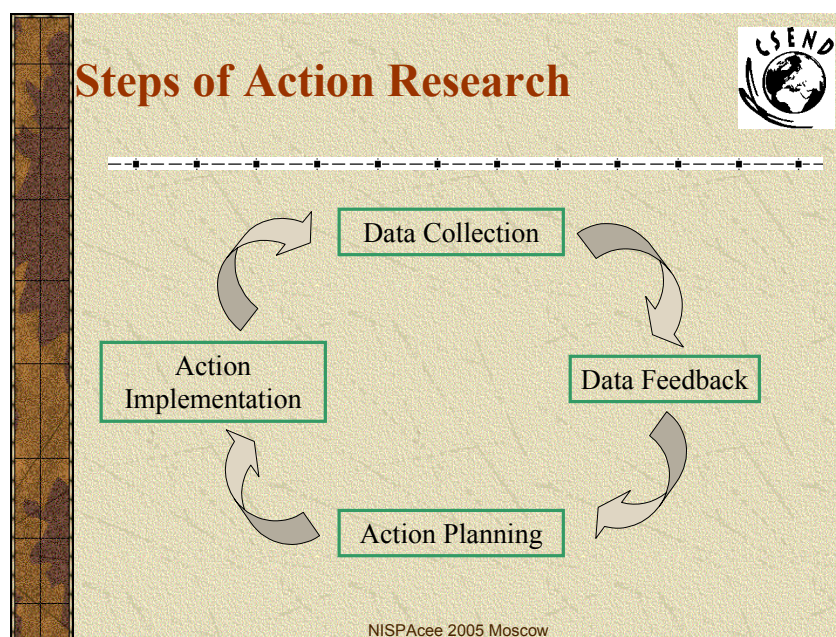 CSEND
Steps of Action Research
Data Collection
Action
Implementation
Data Feedback
Action Planning
NISPAcee 2005 Moscow